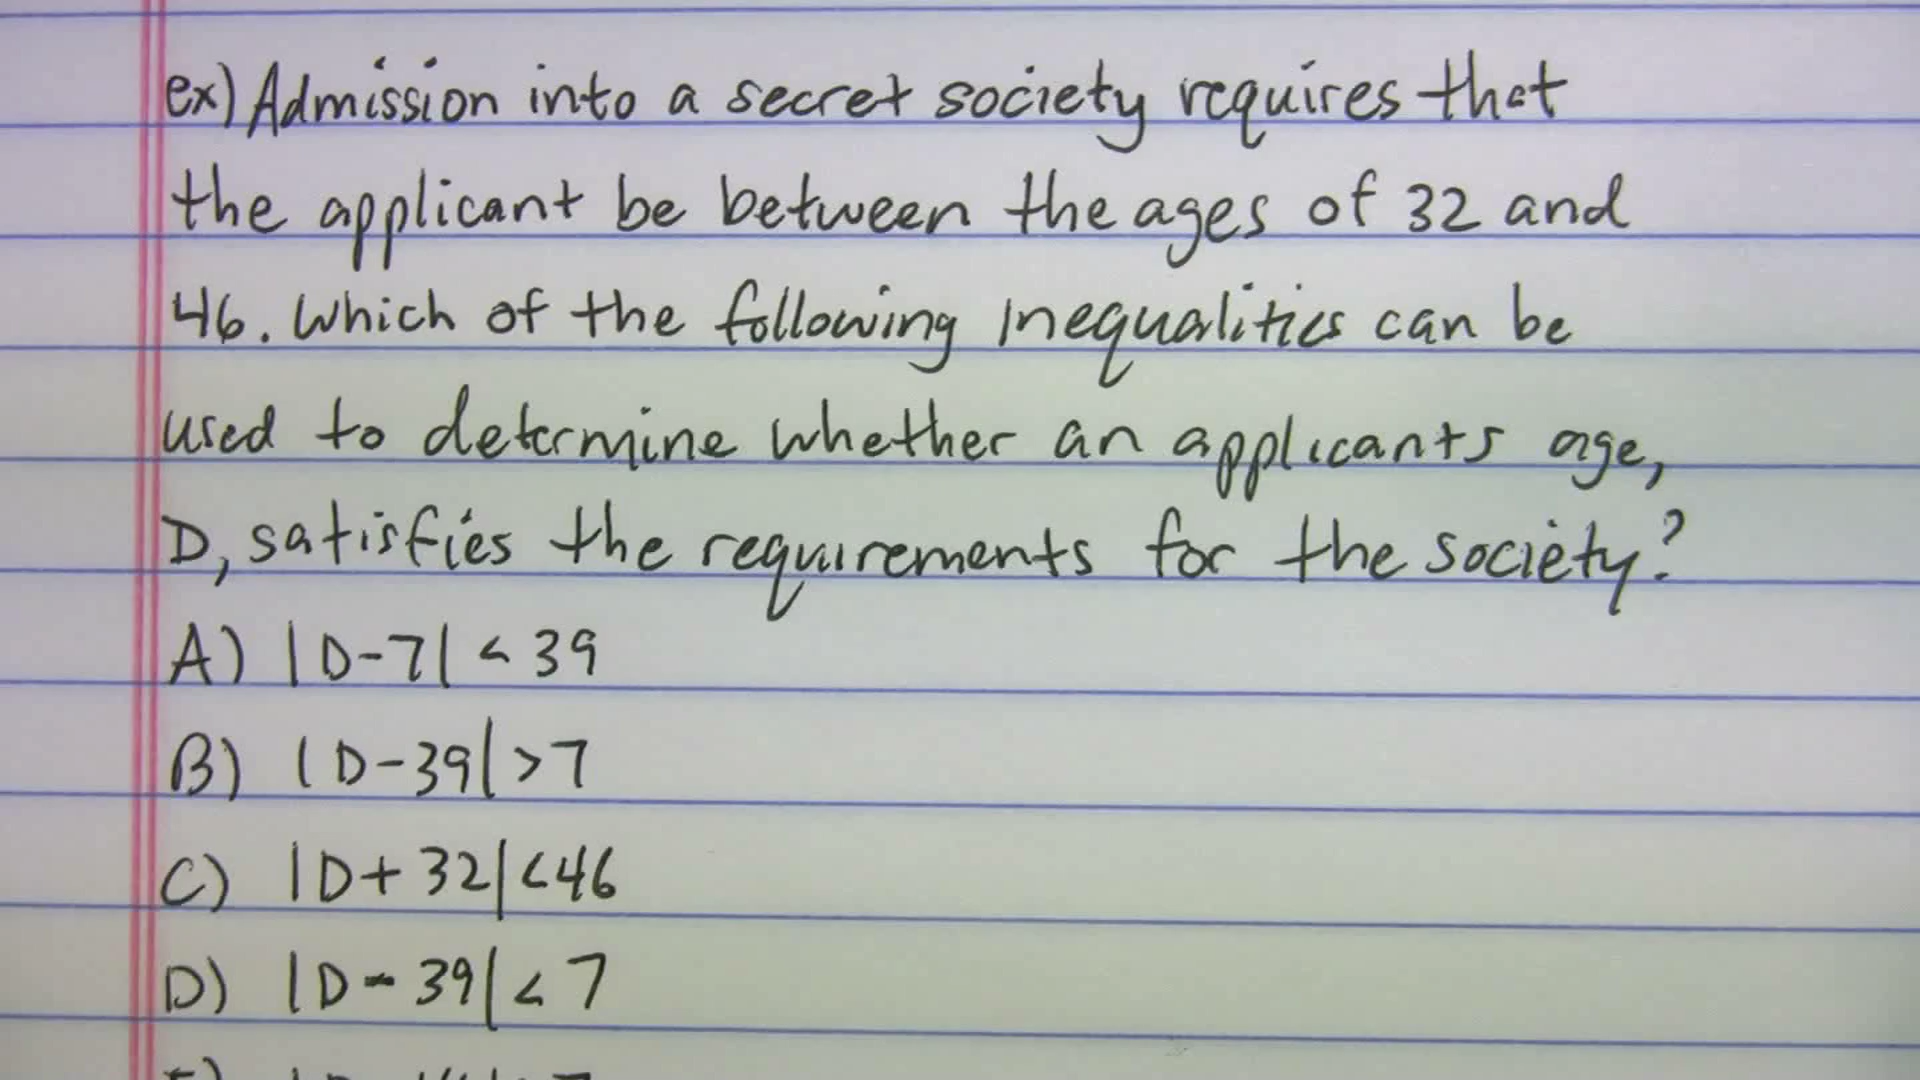 ex) Admission into a secret society requires that
the applicant be between the ages of 32 and
46. Which of the following inequalities can be
used to determine whether an applicants age,
D, satisfies the requirements for the society?
A) |D-7| < 39
B) |D-39| > 7
C) |D+32| < 46
D) |D-39| < 7